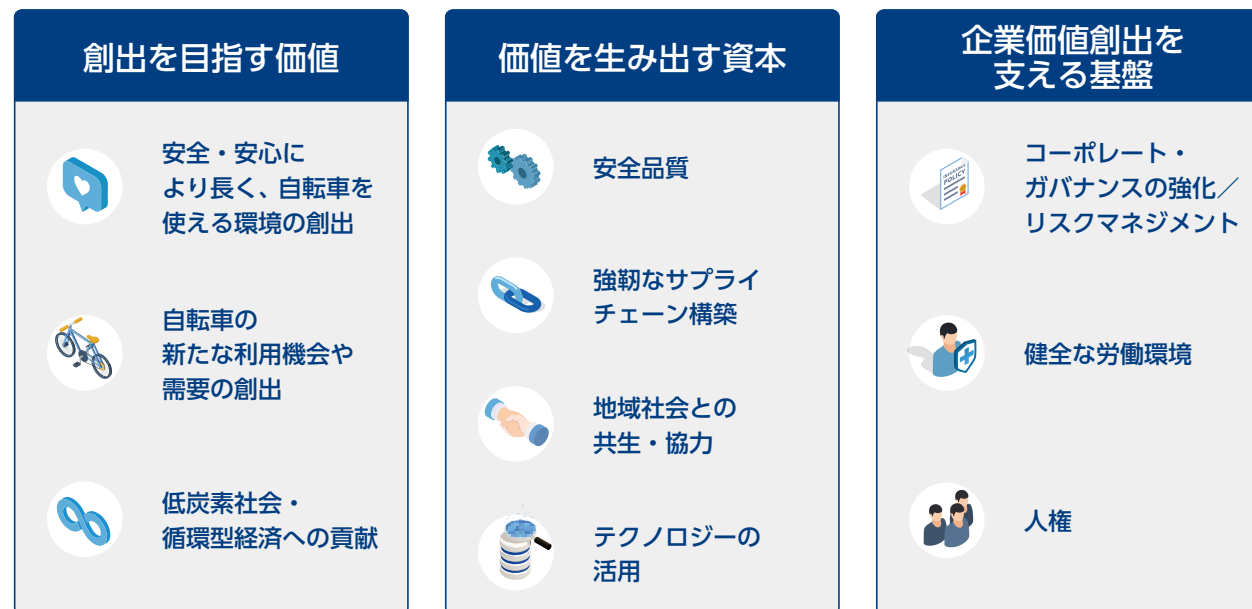 創出を目指す価値
安全・安心に
より長く、自転車を
使える環境の創出
自転車の
新たな利用機会や
需要の創出
低炭素社会・
循環型経済への貢献
価値を生み出す資本
安全品質
強靭なサプライ
チェーン構築
地域社会との
共生・協力
テクノロジーの
活用
企業価値創出を
支える基盤
INSURANCE
POLICY
コーポレート・
ガバナンスの強化／
リスクマネジメント
健全な労働環境
人権